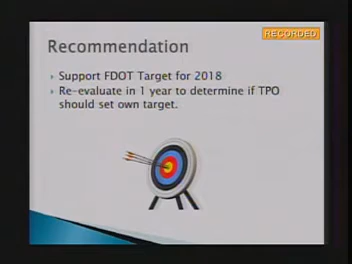 RECORDED
Recommendation
Support FDOT Target for 2018
Re-evaluate in 1 year to determine if TPO
should set own target.